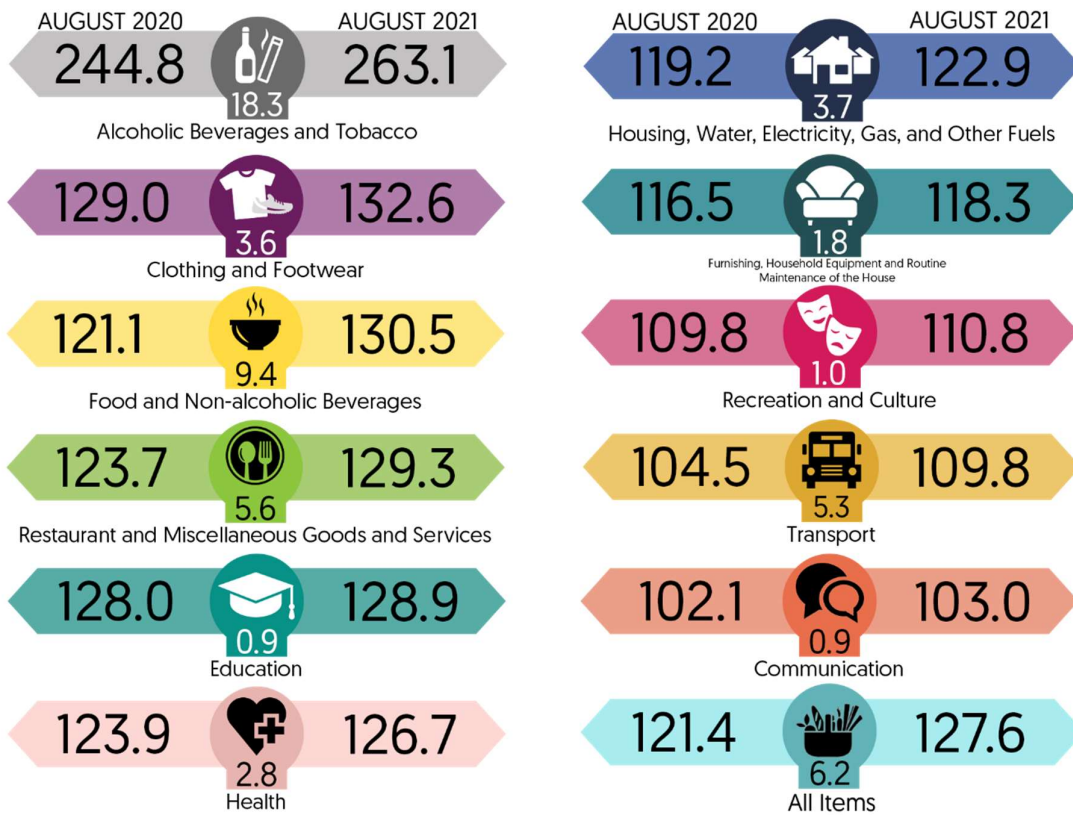 AUGUST 2020
AUGUST 2021
244.8
263.1
18.3
Alcoholic Beverages and Tobacco
129.0
132.6
3.6
Clothing and Footwear
121.1
130.5
9.4
Food and Non-alcoholic Beverages
123.7
129.3
5.6
Restaurant and Miscellaneous Goods and Services
128.0
128.9
0.9
Education
123.9
126.7
2.8
Health
AUGUST 2020
AUGUST 2021
119.2
122.9
3.7
Housing, Water, Electricity, Gas, and Other Fuels
116.5
118.3
1.8
Furnishing, Household Equipment and Routine
Maintenance of the House
109.8
110.8
1.0
Recreation and Culture
104.5
109.8
5.3
Transport
102.1
103.0
0.9
Communication
121.4
127.6
6.2
All Items